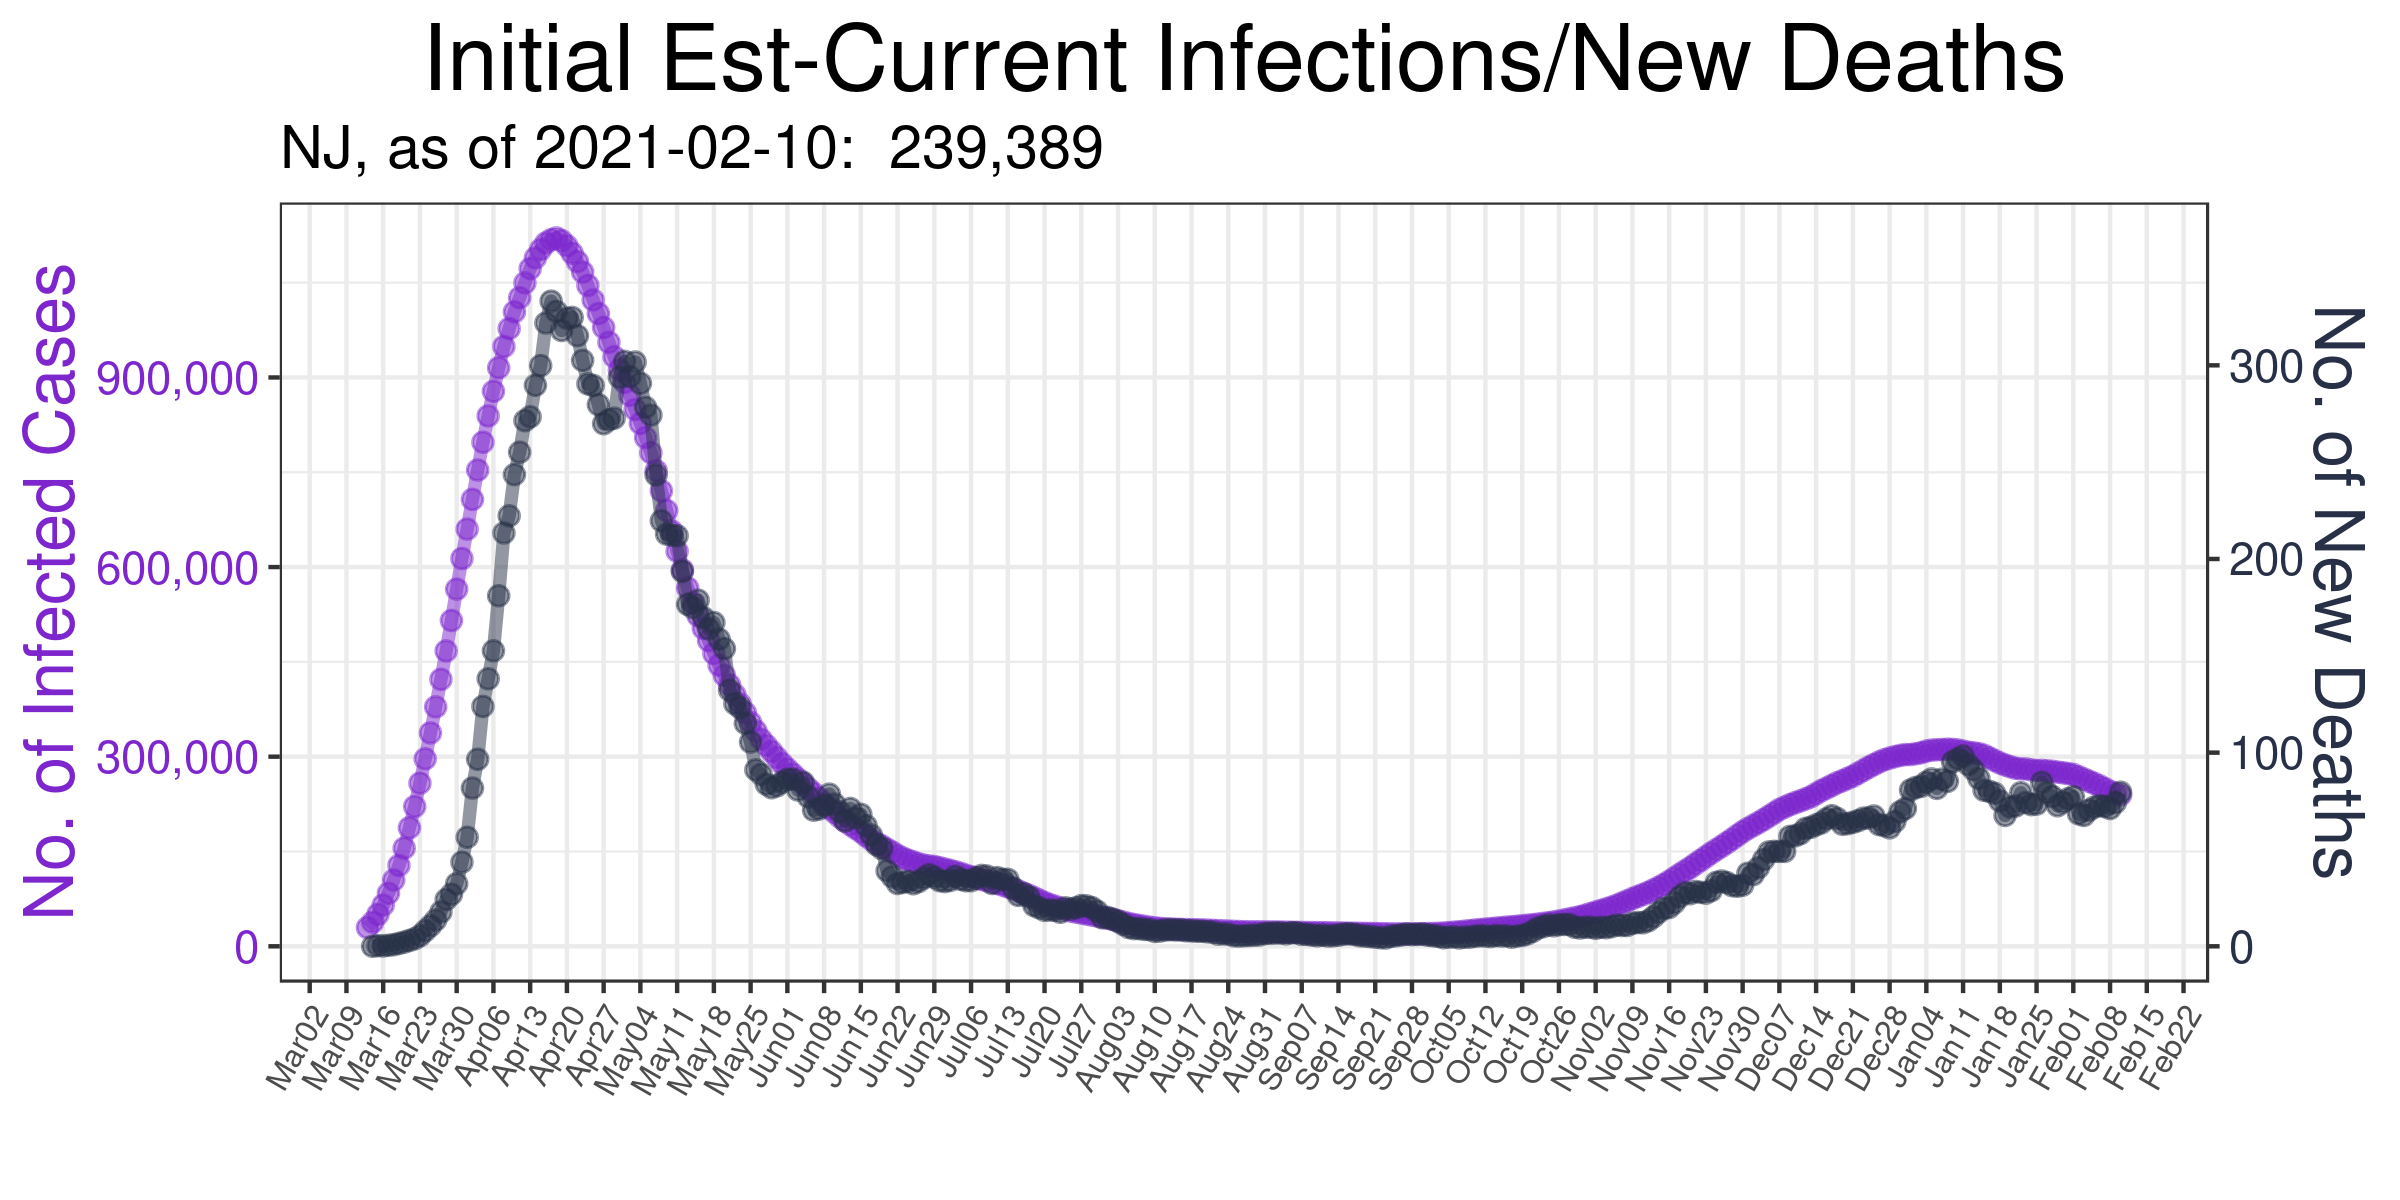 Initial Est-Current Infections/New Deaths
NJ, as of 2021-02-10:  239,389
No. of Infected Cases
900,000
600,000
300,000
0
300
200
100
0
No. of New Deaths
Mar02
Mar09
Mar16
Mar23
Mar30
Apr06
Apr13
Apr20
Apr27
May04
May11
May18
May25
Jun01
Jun08
Jun15
Jun22
Jun29
Jul06
Jul13
Jul20
Jul27
Aug03
Aug10
Aug17
Aug24
Aug31
Sep07
Sep14
Sep21
Sep28
Oct05
Oct12
Oct19
Oct26
Nov02
Nov09
Nov16
Nov23
Nov30
Dec07
Dec14
Dec21
Dec28
Jan04
Jan11
Jan18
Jan25
Feb01
Feb08
Feb15
Feb22